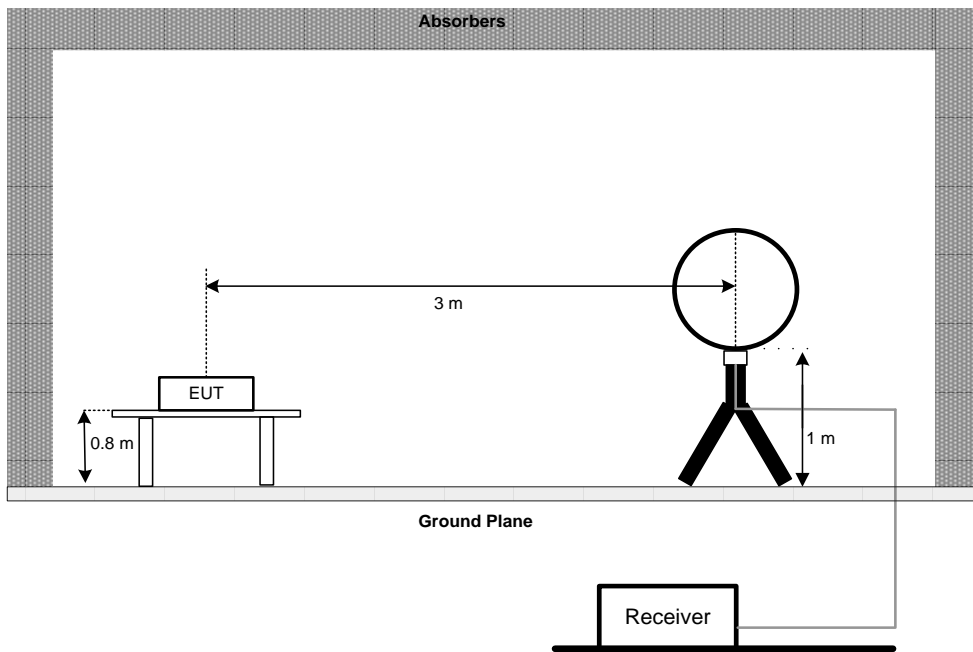 Absorbers
3 m
EUT
0.8 m
1 m
Ground Plane
Receiver